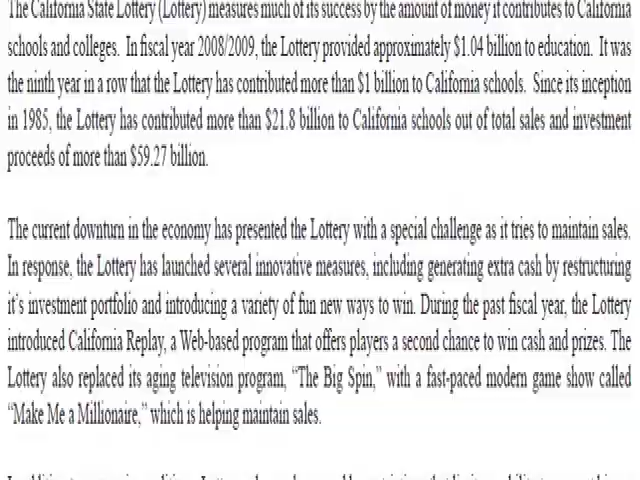 The California State Lottery (Lottery) measures much of its success by the amount of money it contributes to California
schools and colleges. In fiscal year 2008/2009, the Lottery provided approximately $1.04 billion to education. It was
the ninth year in a row that the Lottery has contributed more than $1 billion to California schools. Since its inception
in 1985, the Lottery has contributed more than $21.8 billion to California schools out of total sales and investment
proceeds of more than $59.27 billion.
The current downturn in the economy has presented the Lottery with a special challenge as it tries to maintain sales.
In response, the Lottery has launched several innovative measures, including generating extra cash by restructuring
it's investment portfolio and introducing a variety of fun new ways to win. During the past fiscal year, the Lottery
introduced California Replay, a Web-based program that offers players a second chance to win cash and prizes. The
Lottery also replaced its aging television program, “The Big Spin,” with a fast-paced modern game show called
“Make Me a Millionaire,” which is helping maintain sales.